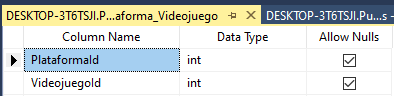 DESKTOP-3T6TSJI.P...aforma_Videojuego DESKTOP-3T6TSJI.Pu...s
Column Name Data Type Allow Nulls
PlataformaId int
VideojuegoId int